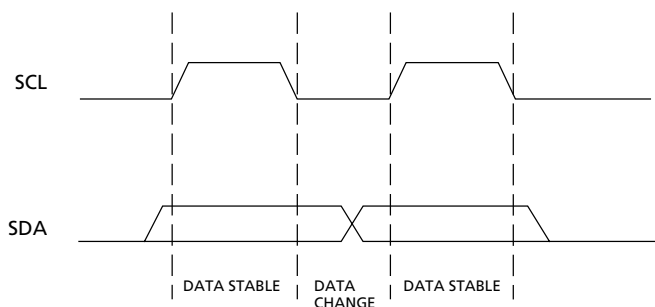 SCL
SDA
DATA STABLE
DATA
CHANGE
DATA STABLE